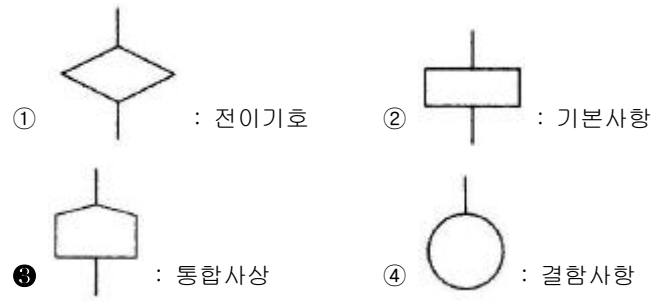 ① : 전이기호 ② : 기본사항
❸ : 통합사상 ④ : 결함사항